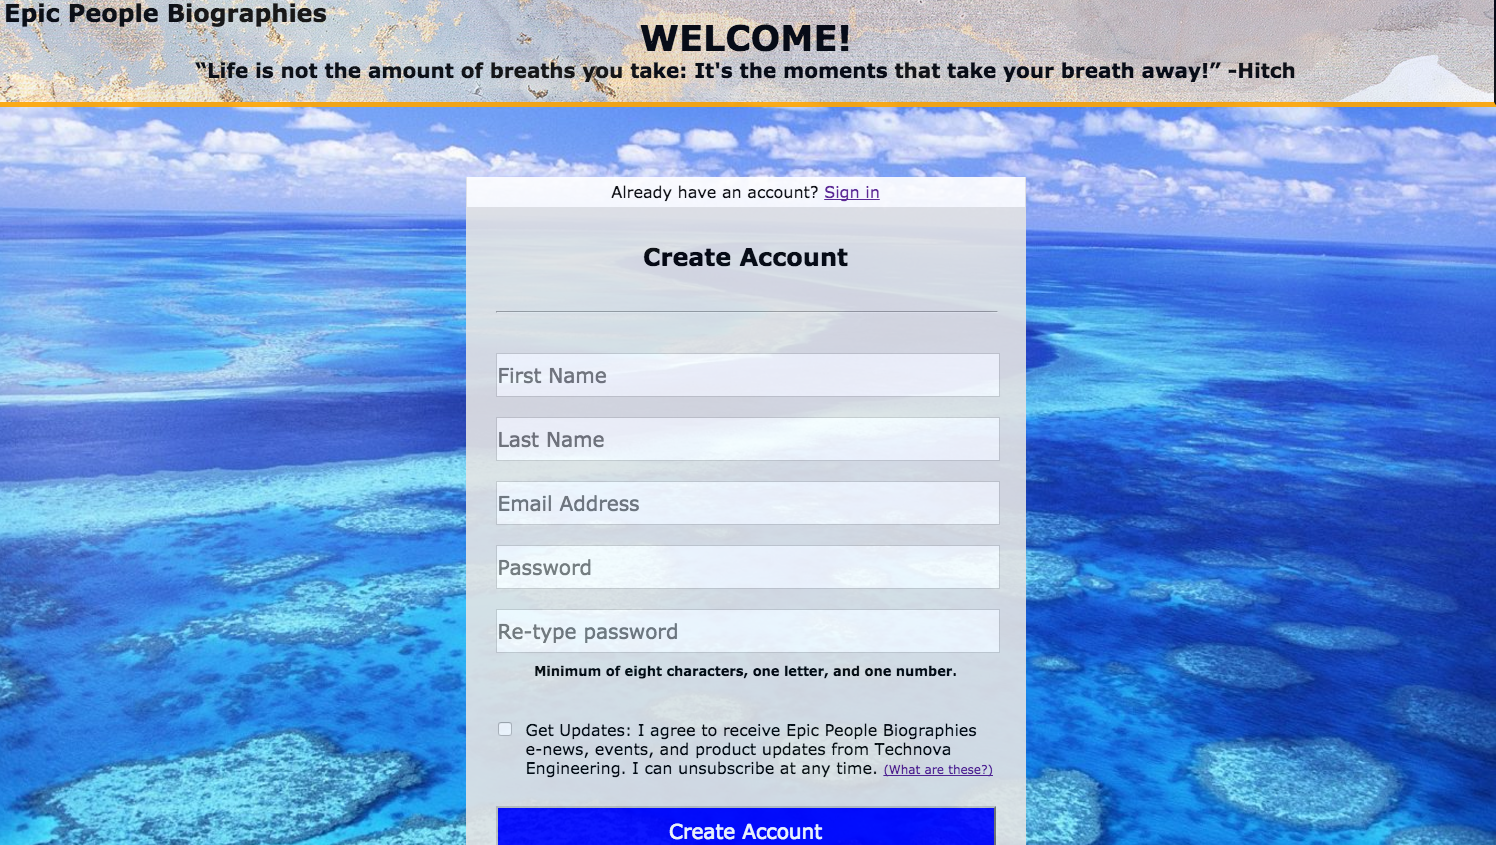 Epic People Biographies
WELCOME!
“Life is not the amount of breaths you take: It's the moments that take your breath away!” -Hitch
Already have an account? Sign in
Create Account
First Name
Last Name
Email Address
Password
Re-type password
Minimum of eight characters, one letter, and one number.
Get Updates: I agree to receive Epic People Biographies
e-news, events, and product updates from Technova
Engineering. I can unsubscribe at any time. (What are these?)
Create Account